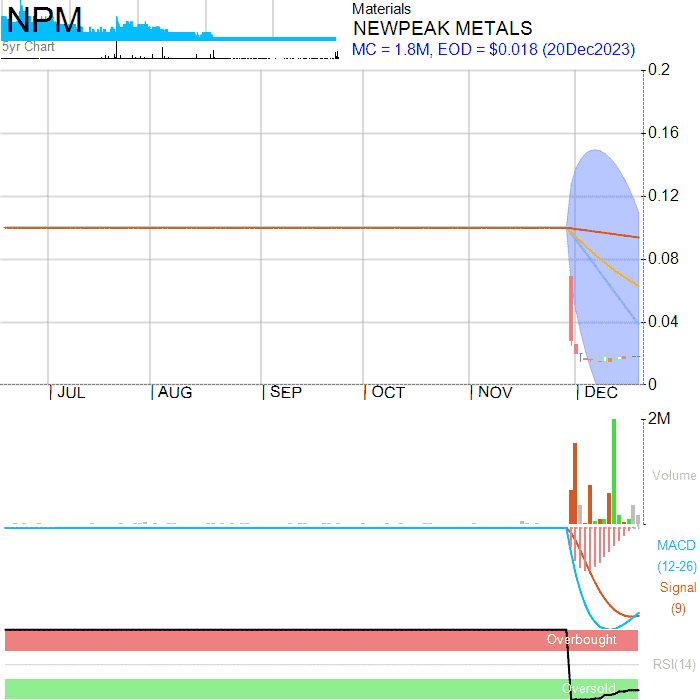 NPM
5yr Chart
Materials
NEWPEAK METALS
MC = 1.8M, EOD = $0.018 (20Dec2023)
0.2
0.16
0.12
0.08
0.04
0
JUL AUG SEP OCT NOV DEC
2M
Volume
MACD
(12-26)
Signal
(9)
Overbought
RSI(14)
Oversold